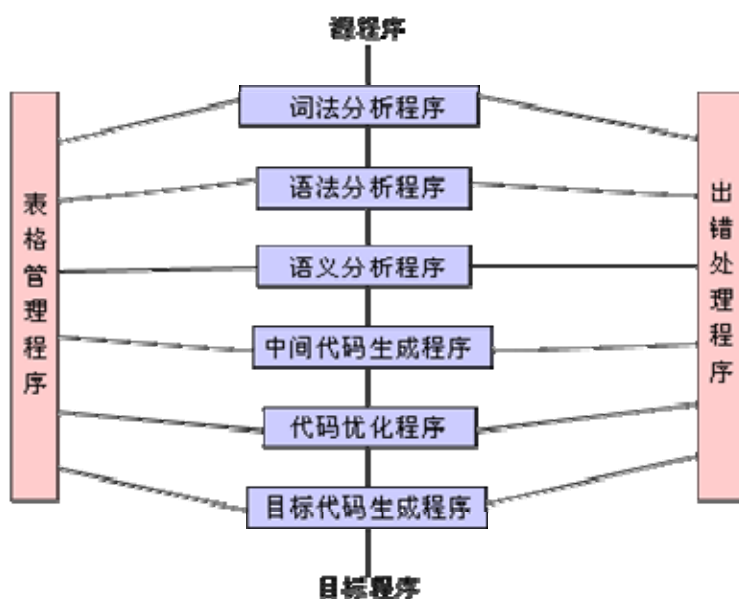 源程序
词法分析程序
语法分析程序
语义分析程序
中间代码生成程序
代码优化程序
目标代码生成程序
目标程序
表格管理程序
出错处理程序